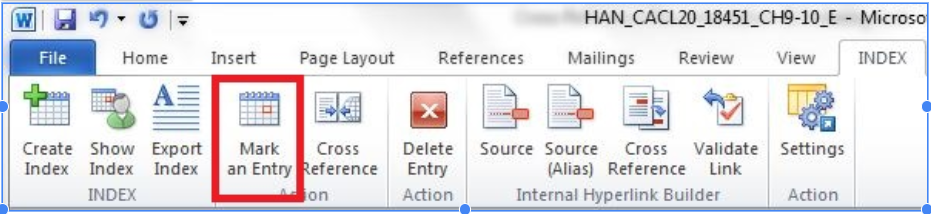 HAN_CACL20_18451_CH9-10_E - Microso
File Home Insert Page Layout References Mailings Review View INDEX
Create Index Show Index Export Index Mark an Entry Cross Reference Delete Entry Source Source (Alias) Cross Reference Validate Link Settings
INDEX Action Action Internal Hyperlink Builder Action